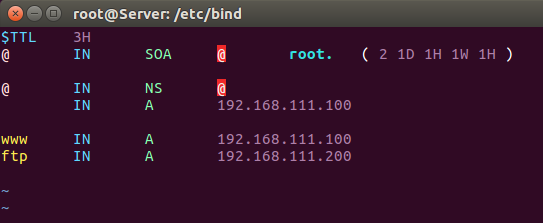 root@Server: /etc/bind
$TTL 3H
@ IN SOA @ root. ( 2 1D 1H 1W 1H )
@ IN NS @
IN A 192.168.111.100
www IN A 192.168.111.100
ftp IN A 192.168.111.200
~
~